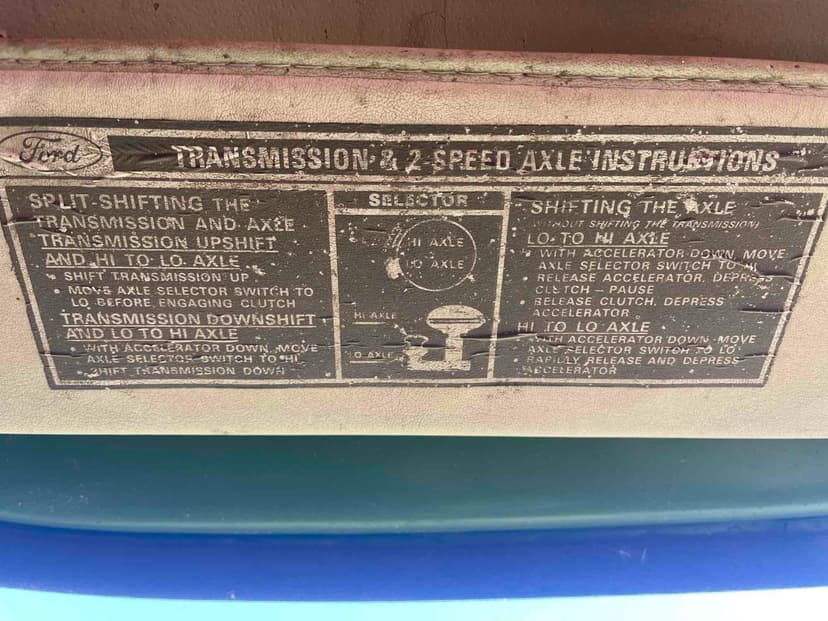 Ford
TRANSMISSION & 2 SPEED AXLE INSTRUCTIONS
SPLIT-SHIFTING THE
TRANSMISSION AND AXLE
TRANSMISSION UPSHIFT
AND HI TO LO AXLE
• SHIFT TRANSMISSION UP
• MOVE AXLE SELECTOR SWITCH TO
LO BEFORE ENGAGING CLUTCH
TRANSMISSION DOWNSHIFT
AND LO TO HI AXLE
• WITH ACCELERATOR DOWN, MOVE
AXLE SELECTOR SWITCH TO HI
• SHIFT TRANSMISSION DOWN
SELECTOR
HI AXLE
LO AXLE
HI AXLE
LO AXLE
SHIFTING THE AXLE
WITHOUT SHIFTING THE TRANSMISSION
LO TO HI AXLE
• WITH ACCELERATOR DOWN, MOVE
AXLE SELECTOR SWITCH TO HI
• RELEASE ACCELERATOR, DEPRESS
CLUTCH – PAUSE
• RELEASE CLUTCH, DEPRESS
ACCELERATOR
HI TO LO AXLE
• WITH ACCELERATOR DOWN, MOVE
AXLE SELECTOR SWITCH TO LO
• RAPIDLY RELEASE AND DEPRESS
ACCELERATOR